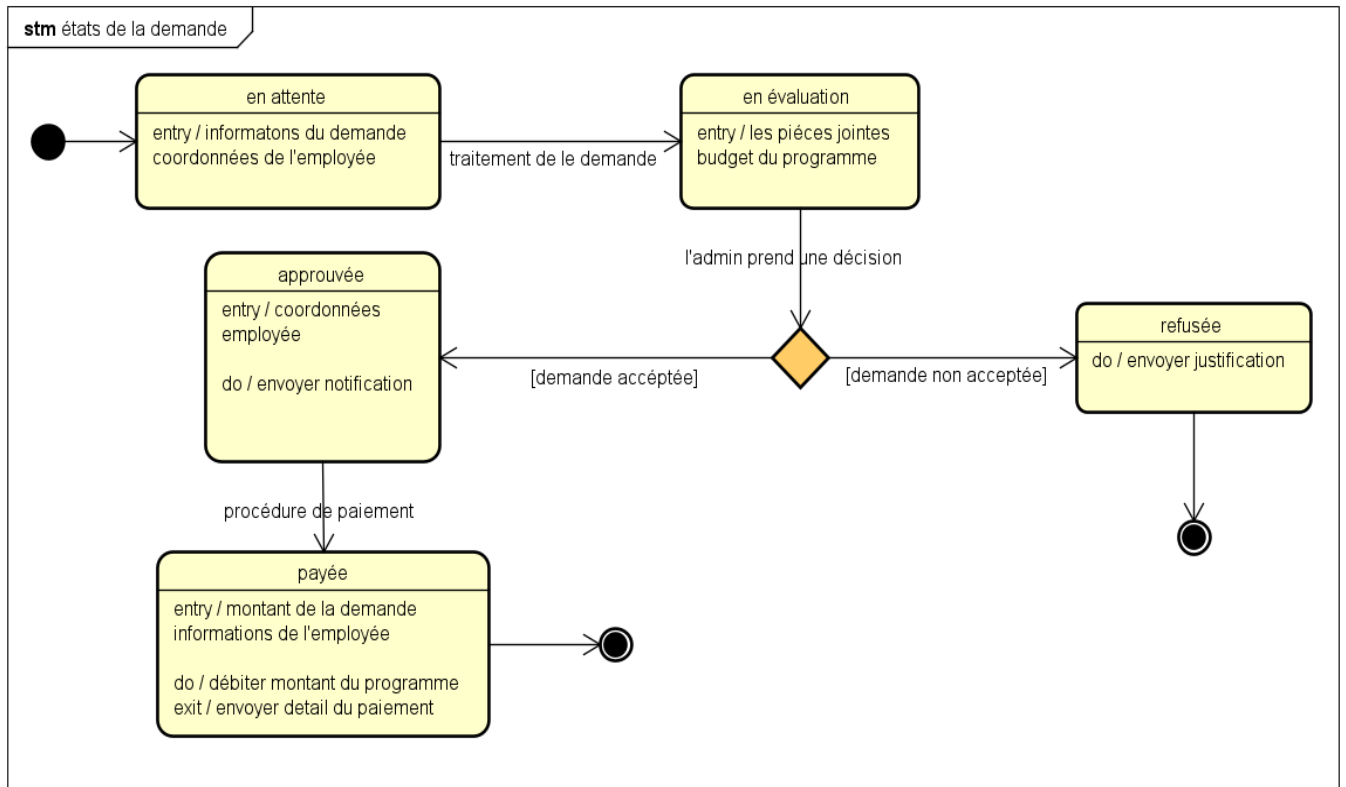 stm états de la demande
en attente
entry / informatons du demande
coordonnées de l'employée
traitement de le demande
en évaluation
entry / les piéces jointes
budget du programme
l'admin prend une décision
approuvée
entry / coordonnées
employée
do / envoyer notification
[demande accéptée]
[demande non acceptée]
refusée
do / envoyer justification
procédure de paiement
payée
entry / montant de la demande
informations de l'employée
do / débiter montant du programme
exit / envoyer detail du paiement